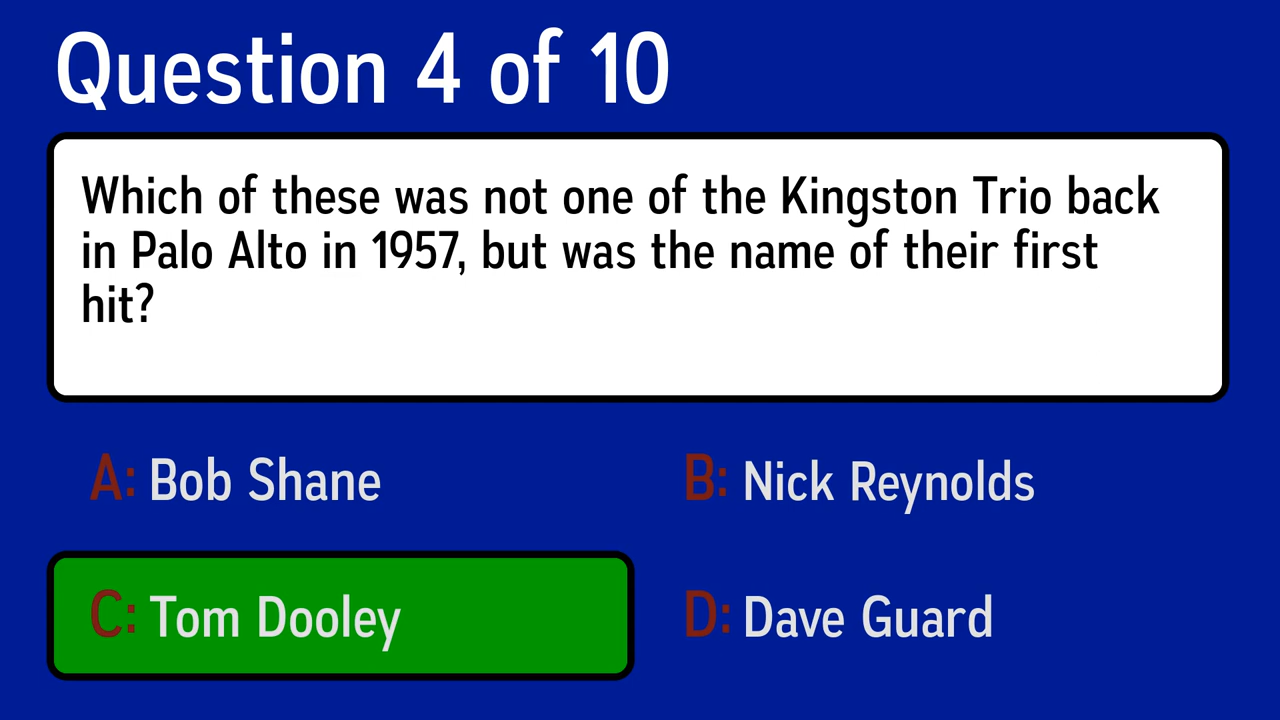 Question 4 of 10
Which of these was not one of the Kingston Trio back
in Palo Alto in 1957, but was the name of their first
hit?
A: Bob Shane
B: Nick Reynolds
C: Tom Dooley
D: Dave Guard